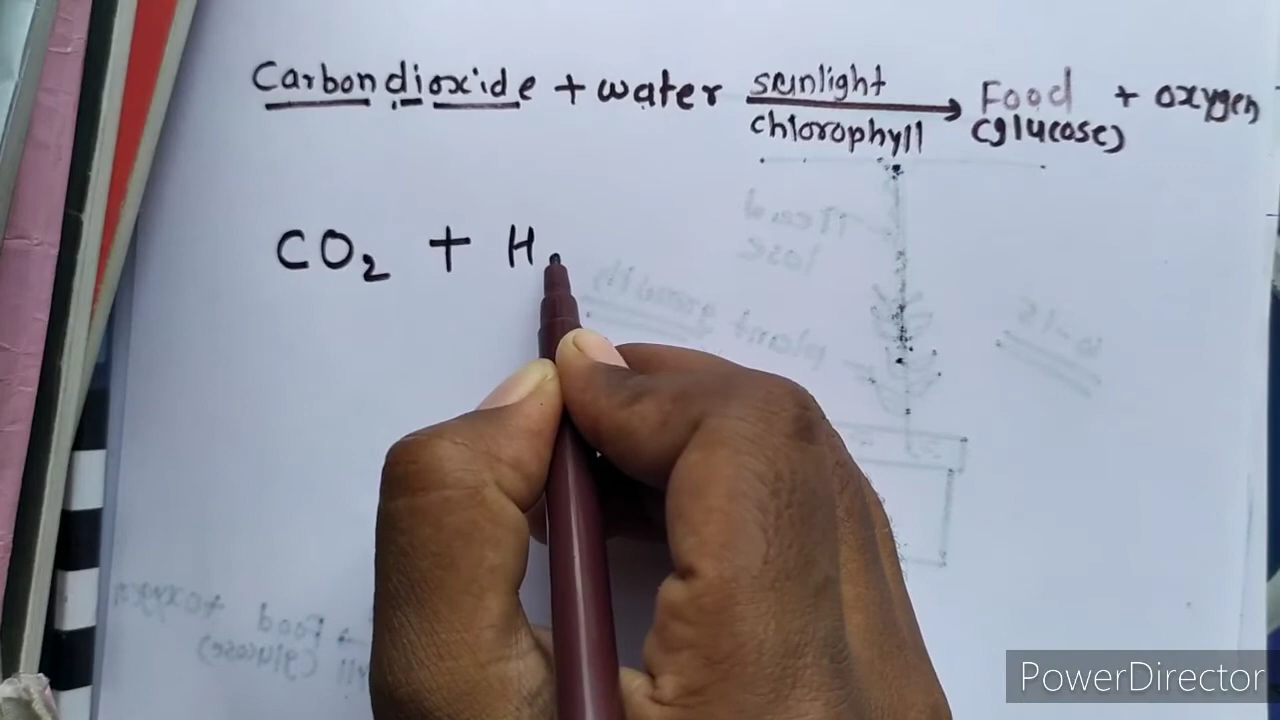 Carbondioxide + water sunlight Food + oxygen
chlorophyll (glucose)
CO₂ + H
PowerDirector